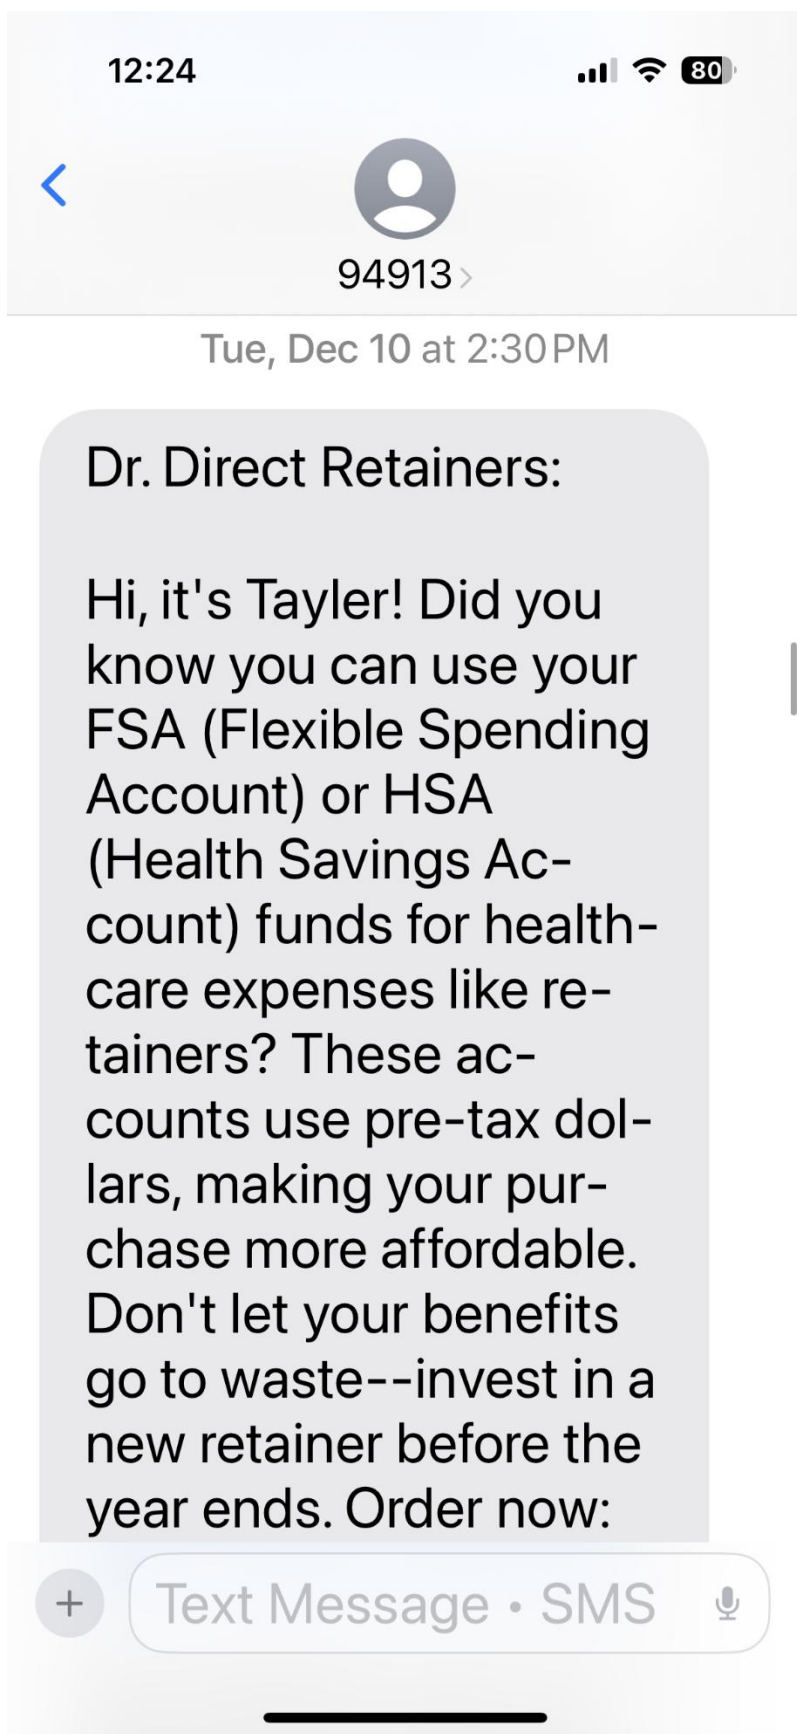 12:24
80
94913
Tue, Dec 10 at 2:30 PM
Dr. Direct Retainers:
Hi, it's Tayler! Did you
know you can use your
FSA (Flexible Spending
Account) or HSA
(Health Savings Ac-
count) funds for health-
care expenses like re-
tainers? These ac-
counts use pre-tax dol-
lars, making your pur-
chase more affordable.
Don't let your benefits
go to waste--invest in a
new retainer before the
year ends. Order now:
Text Message • SMS